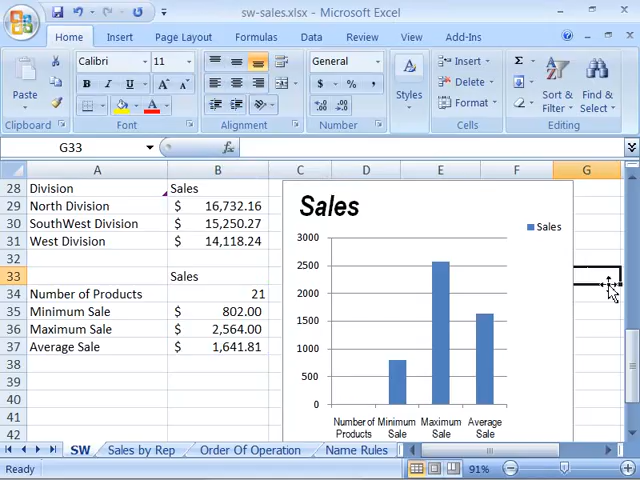 sw-sales.xlsx - Microsoft Excel
Home Insert Page Layout Formulas Data Review View Add-Ins
Calibri 11 General Insert
Paste B I U $ % , Styles Delete Sort & Filter Find & Select
A A A Format
Clipboard Font Alignment Number Cells Editing
G33 fx
A B C D E F G
28 Division Sales
29 North Division $ 16,732.16
30 SouthWest Division $ 15,250.27
31 West Division $ 14,118.24
32
33 Sales
34 Number of Products 21
35 Minimum Sale $ 802.00
36 Maximum Sale $ 2,564.00
37 Average Sale $ 1,641.81
38
39
40
41
42
Sales
Sales
3000
2500
2000
1500
1000
500
0
Number of Products Minimum Sale Maximum Sale Average Sale
SW Sales by Rep Order Of Operation Name Rules
Ready 91%